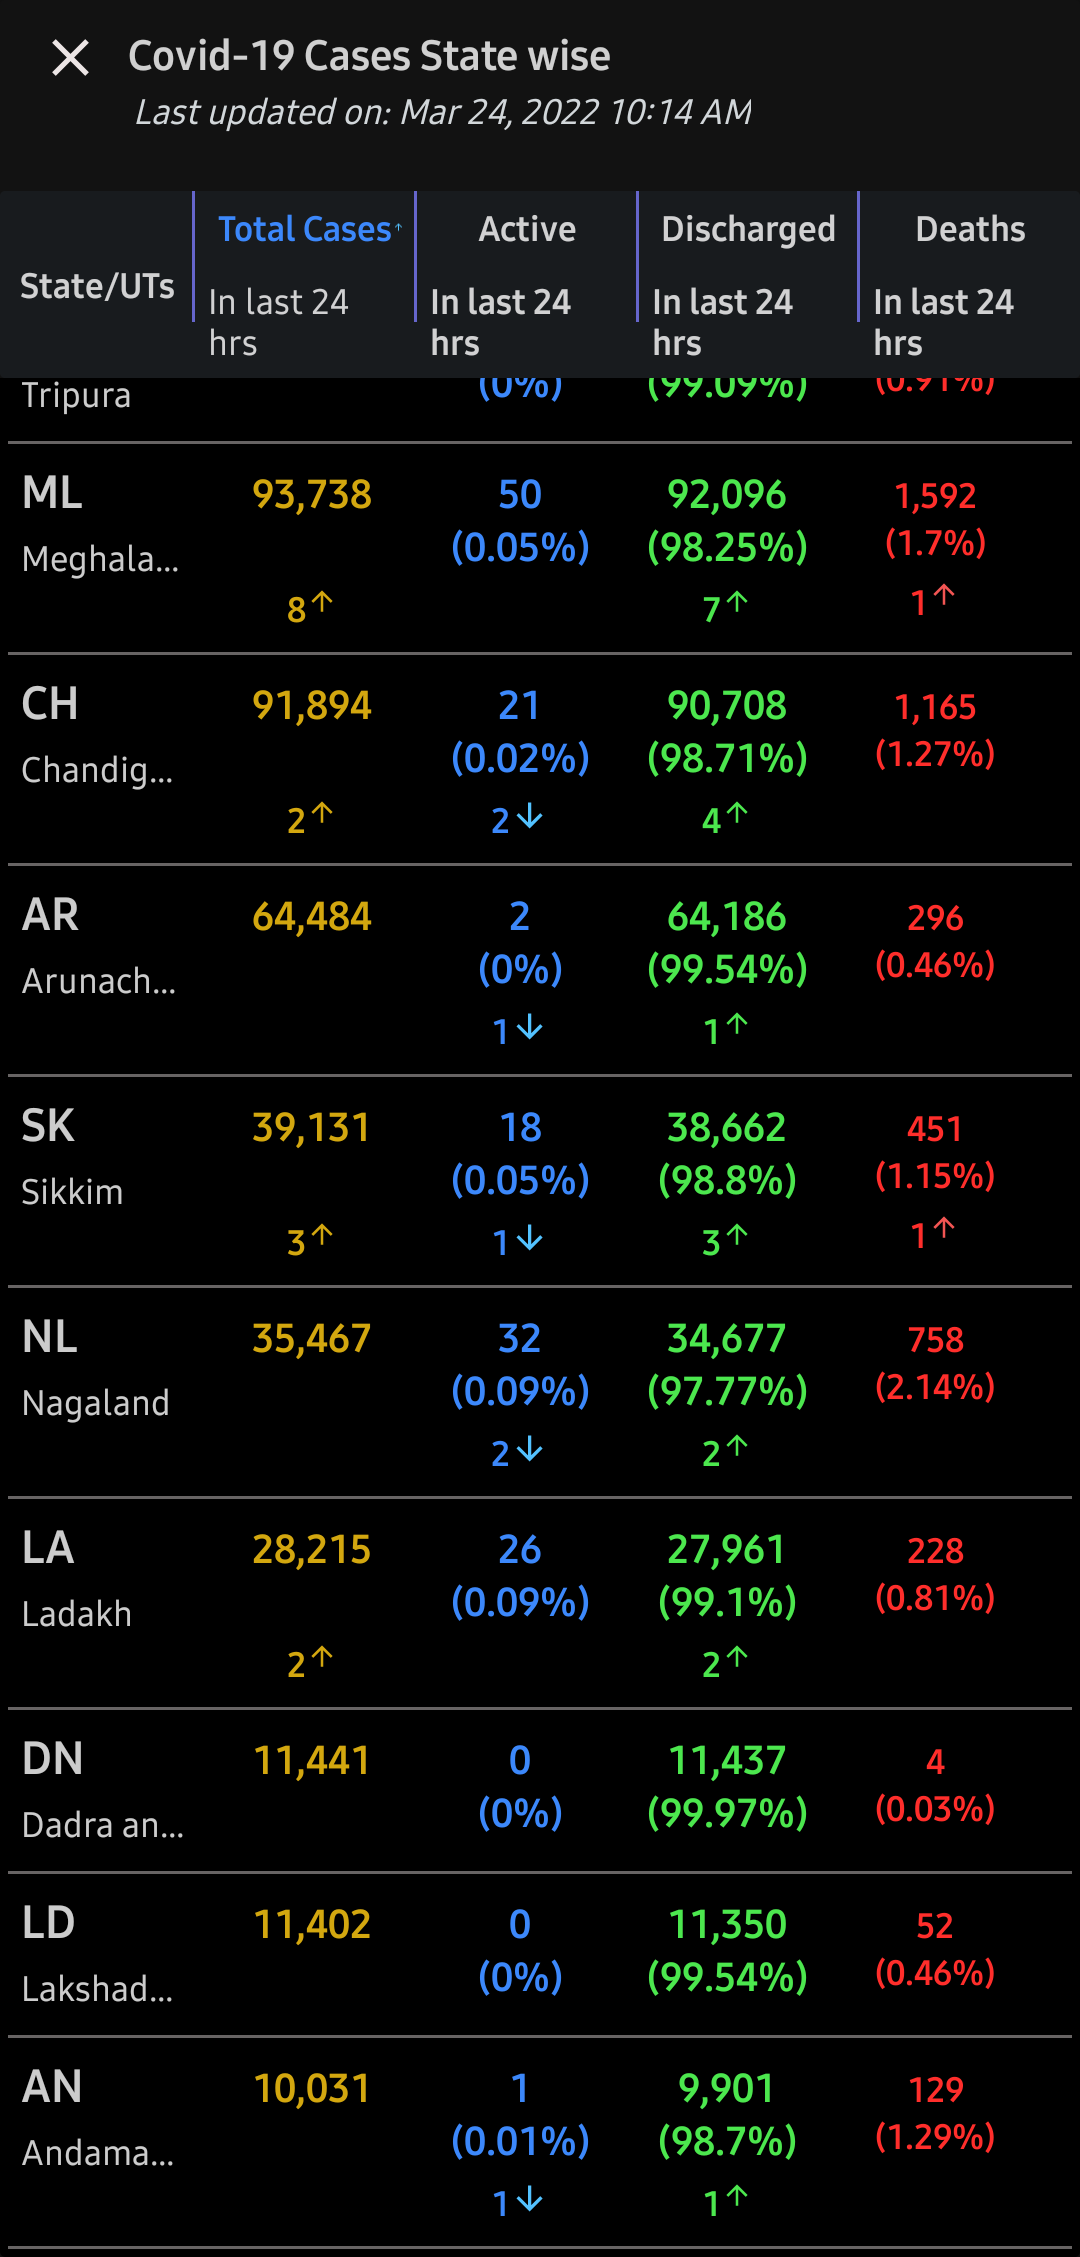 Covid-19 Cases State wise
Last updated on: Mar 24, 2022 10:14 AM
State/UTs Total Cases↑ Active Discharged Deaths
In last 24 hrs In last 24 hrs In last 24 hrs In last 24 hrs
Tripura (0%) (99.09%) (0.91%)
ML 93,738 50 92,096 1,592
Meghala... (0.05%) (98.25%) (1.7%)
8↑ 7↑ 1↑
CH 91,894 21 90,708 1,165
Chandig... (0.02%) (98.71%) (1.27%)
2↑ 2↓ 4↑
AR 64,484 2 64,186 296
Arunach... (0%) (99.54%) (0.46%)
1↓ 1↑
SK 39,131 18 38,662 451
Sikkim (0.05%) (98.8%) (1.15%)
3↑ 1↓ 3↑ 1↑
NL 35,467 32 34,677 758
Nagaland (0.09%) (97.77%) (2.14%)
2↓ 2↑
LA 28,215 26 27,961 228
Ladakh (0.09%) (99.1%) (0.81%)
2↑ 2↑
DN 11,441 0 11,437 4
Dadra an... (0%) (99.97%) (0.03%)
LD 11,402 0 11,350 52
Lakshad... (0%) (99.54%) (0.46%)
AN 10,031 1 9,901 129
Andama... (0.01%) (98.7%) (1.29%)
1↓ 1↑